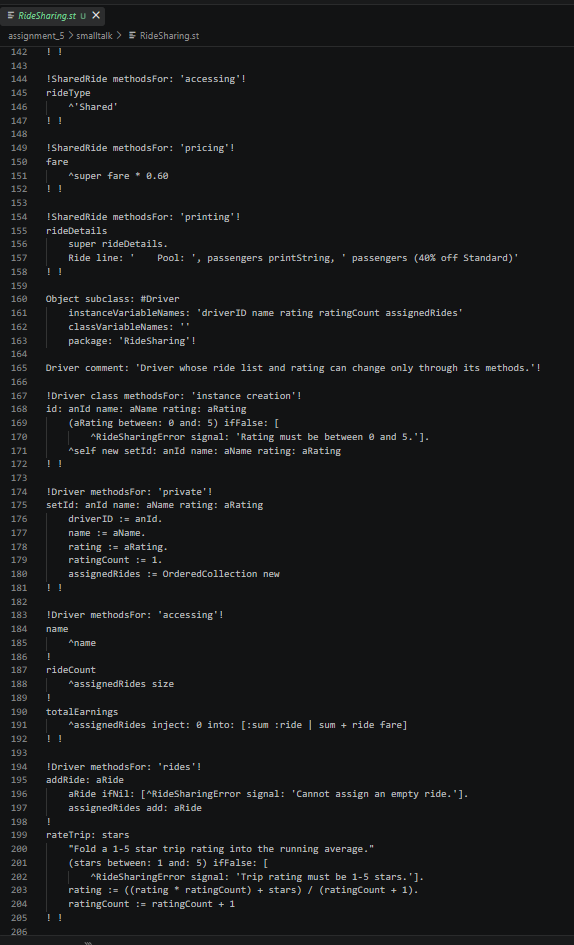 RideSharing.st U ×
assignment_5 > smalltalk > RideSharing.st
142 ! !
143
144 !SharedRide methodsFor: 'accessing'!
145 rideType
146     ^'Shared'
147 ! !
148
149 !SharedRide methodsFor: 'pricing'!
150 fare
151     ^super fare * 0.60
152 ! !
153
154 !SharedRide methodsFor: 'printing'!
155 rideDetails
156     super rideDetails.
157     Ride line: '    Pool: ', passengers printString, ' passengers (40% off Standard)'
158 ! !
159
160 Object subclass: #Driver
161     instanceVariableNames: 'driverID name rating ratingCount assignedRides'
162     classVariableNames: ''
163     package: 'RideSharing'!
164
165 Driver comment: 'Driver whose ride list and rating can change only through its methods.'!
166
167 !Driver class methodsFor: 'instance creation'!
168 id: anId name: aName rating: aRating
169     (aRating between: 0 and: 5) ifFalse: [
170         ^RideSharingError signal: 'Rating must be between 0 and 5.'].
171     ^self new setId: anId name: aName rating: aRating
172 ! !
173
174 !Driver methodsFor: 'private'!
175 setId: anId name: aName rating: aRating
176     driverID := anId.
177     name := aName.
178     rating := aRating.
179     ratingCount := 1.
180     assignedRides := OrderedCollection new
181 ! !
182
183 !Driver methodsFor: 'accessing'!
184 name
185     ^name
186 !
187 rideCount
188     ^assignedRides size
189 !
190 totalEarnings
191     ^assignedRides inject: 0 into: [:sum :ride | sum + ride fare]
192 ! !
193
194 !Driver methodsFor: 'rides'!
195 addRide: aRide
196     aRide ifNil: [^RideSharingError signal: 'Cannot assign an empty ride.'].
197     assignedRides add: aRide
198 !
199 rateTrip: stars
200     "Fold a 1-5 star trip rating into the running average."
201     (stars between: 1 and: 5) ifFalse: [
202         ^RideSharingError signal: 'Trip rating must be 1-5 stars.'].
203     rating := ((rating * ratingCount) + stars) / (ratingCount + 1).
204     ratingCount := ratingCount + 1
205 ! !
206